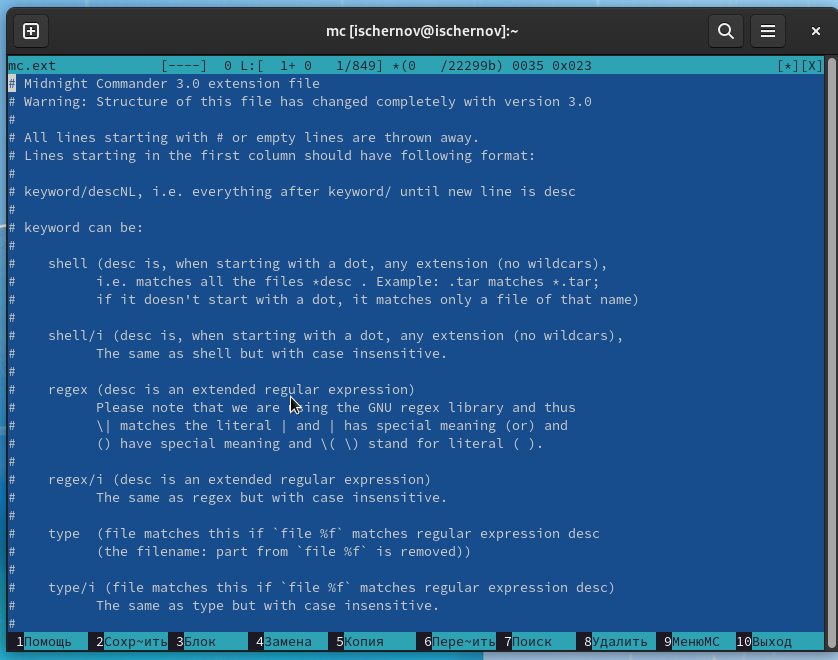 mc [ischernov@ischernov]:~
mc.ext [----] 0 L:[ 1+ 0 1/849] *(0 /22299b) 0035 0x023 [*][X]
# Midnight Commander 3.0 extension file
# Warning: Structure of this file has changed completely with version 3.0
#
# All lines starting with # or empty lines are thrown away.
# Lines starting in the first column should have following format:
#
# keyword/descNL, i.e. everything after keyword/ until new line is desc
#
# keyword can be:
#
#    shell (desc is, when starting with a dot, any extension (no wildcars),
#          i.e. matches all the files *desc . Example: .tar matches *.tar;
#          if it doesn't start with a dot, it matches only a file of that name)
#
#    shell/i (desc is, when starting with a dot, any extension (no wildcars),
#          The same as shell but with case insensitive.
#
#    regex (desc is an extended regular expression)
#          Please note that we are using the GNU regex library and thus
#          \| matches the literal | and | has special meaning (or) and
#          () have special meaning and \( \) stand for literal ( ).
#
#    regex/i (desc is an extended regular expression)
#          The same as regex but with case insensitive.
#
#    type  (file matches this if `file %f` matches regular expression desc
#          (the filename: part from `file %f` is removed))
#
#    type/i (file matches this if `file %f` matches regular expression desc)
#          The same as type but with case insensitive.
#
1Помощь 2Сохр~ить 3Блок 4Замена 5Копия 6Пере~ить 7Поиск 8Удалить 9МенюМС 10Выход